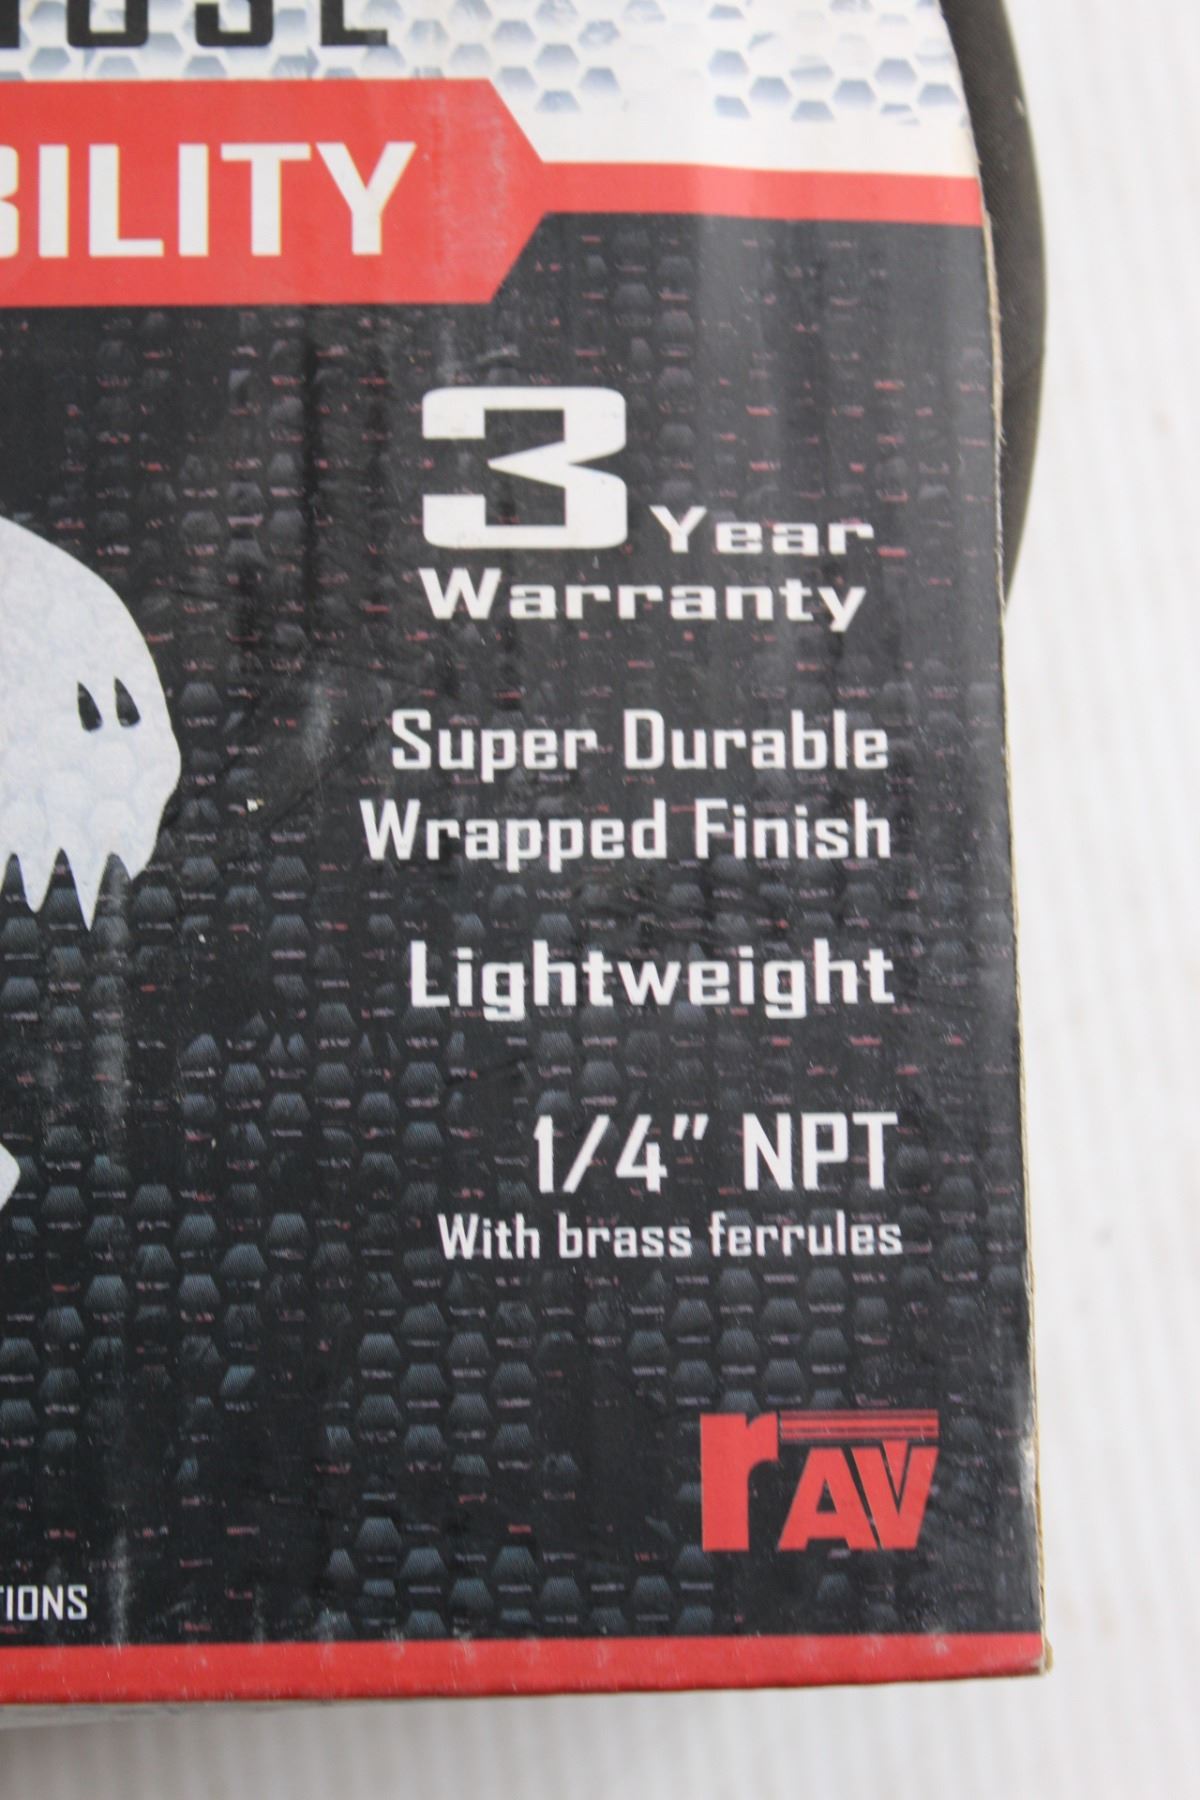 BILITY
3 Year
Warranty
Super Durable
Wrapped Finish
Lightweight
1/4" NPT
With brass ferrules
rAV
TIONS